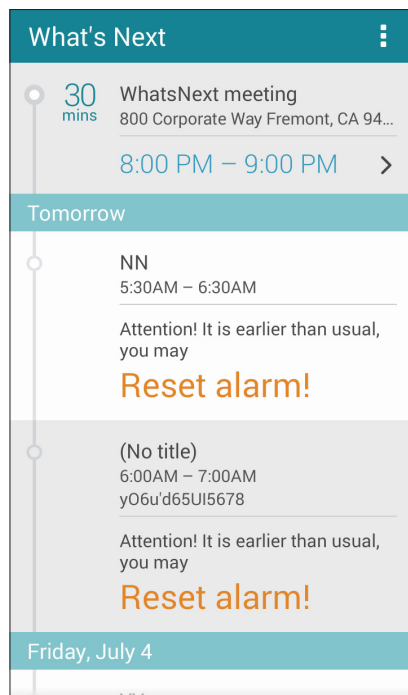 What's Next
30
mins
WhatsNext meeting
800 Corporate Way Fremont, CA 94...
8:00 PM – 9:00 PM
Tomorrow
NN
5:30AM – 6:30AM
Attention! It is earlier than usual,
you may
Reset alarm!
(No title)
6:00AM – 7:00AM
yO6u'd65UI5678
Attention! It is earlier than usual,
you may
Reset alarm!
Friday, July 4